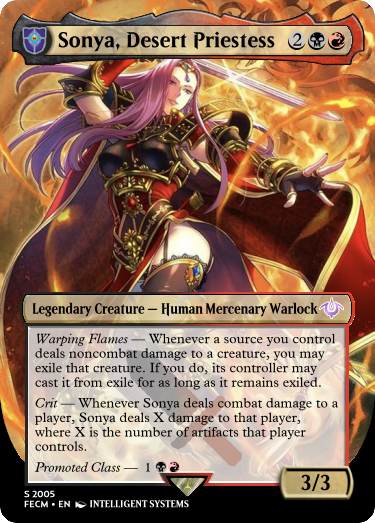 Sonya, Desert Priestess 2
Legendary Creature — Human Mercenary Warlock
Warping Flames — Whenever a source you control
deals noncombat damage to a creature, you may
exile that creature. If you do, its controller may
cast it from exile for as long as it remains exiled.
Crit — Whenever Sonya deals combat damage to a
player, Sonya deals X damage to that player,
where X is the number of artifacts that player
controls.
Promoted Class — 1
3/3
S 2005
FECM • EN INTELLIGENT SYSTEMS